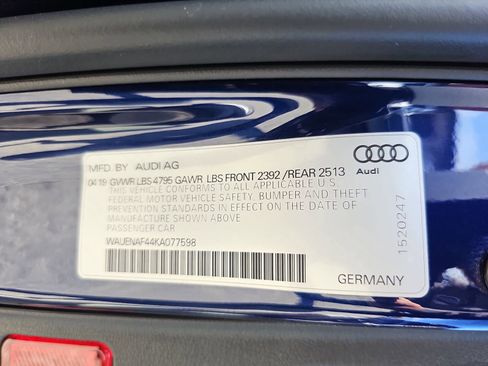 MFD. BY AUDI AG
04 19 GVWR LBS 4795 GAWR LBS FRONT 2392 /REAR 2513
THIS VEHICLE CONFORMS TO ALL APPLICABLE U.S.
FEDERAL MOTOR VEHICLE SAFETY, BUMPER AND THEFT
PREVENTION STANDARDS IN EFFECT ON THE DATE OF
MANUFACTURE SHOWN ABOVE
PASSENGER CAR
WAUENAF44KA077598
Audi
1520247
GERMANY